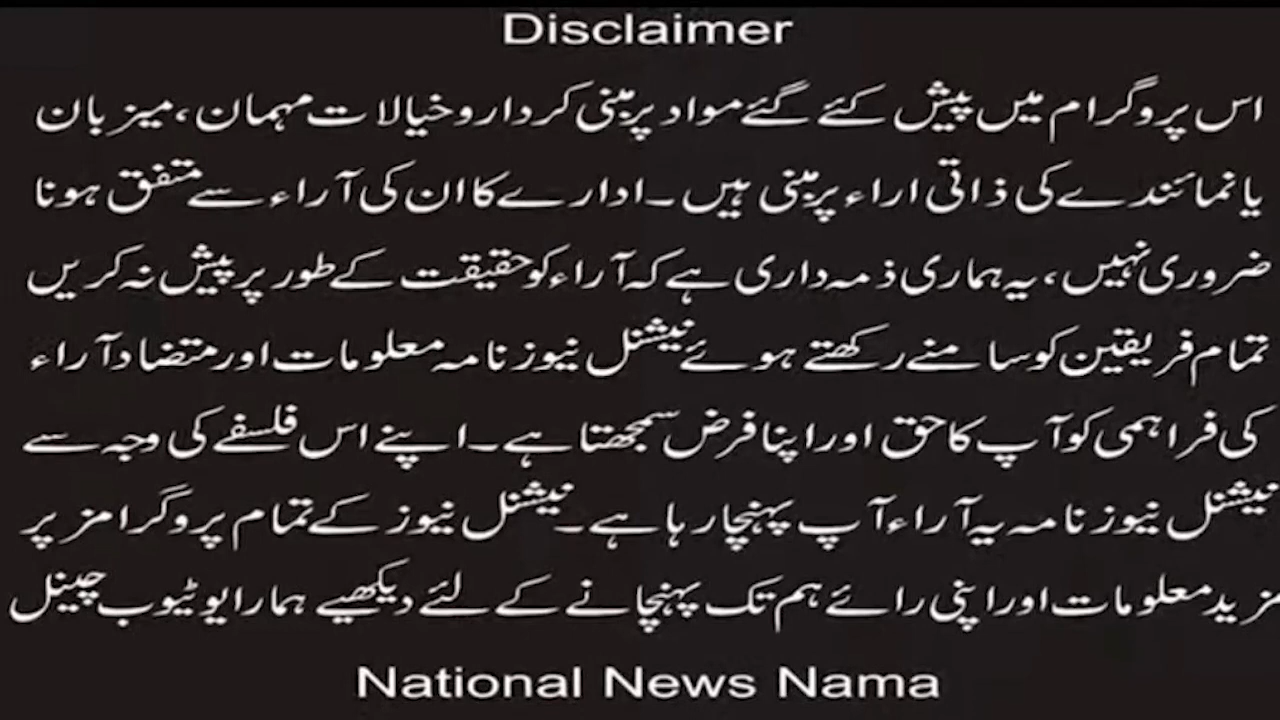 Disclaimer
اس پروگرام میں پیش کئے گئے مواد پر مبنی کردار و خیالات مہمان، میزبان
یا نمائندے کی ذاتی اراء پر مبنی ہیں۔ ادارے کا ان کی آراء سے متفق ہونا
ضروری نہیں، یہ ہماری ذمہ داری ہے کہ آراء کو حقیقت کے طور پر پیش نہ کریں
تمام فریقین کو سامنے رکھتے ہوئے نیشنل نیوز نامہ معلومات اور متضاد آراء
کی فراہمی کو آپ کا حق اور اپنا فرض سمجھتا ہے۔ اپنے اس فلسفے کی وجہ سے
نیشنل نیوز نامہ یہ آراء آپ پہنچا رہا ہے۔ نیشنل نیوز کے تمام پروگرامز پر
مزید معلومات اور اپنی رائے ہم تک پہنچانے کے لئے دیکھیے ہمارا یوٹیوب چینل
National News Nama